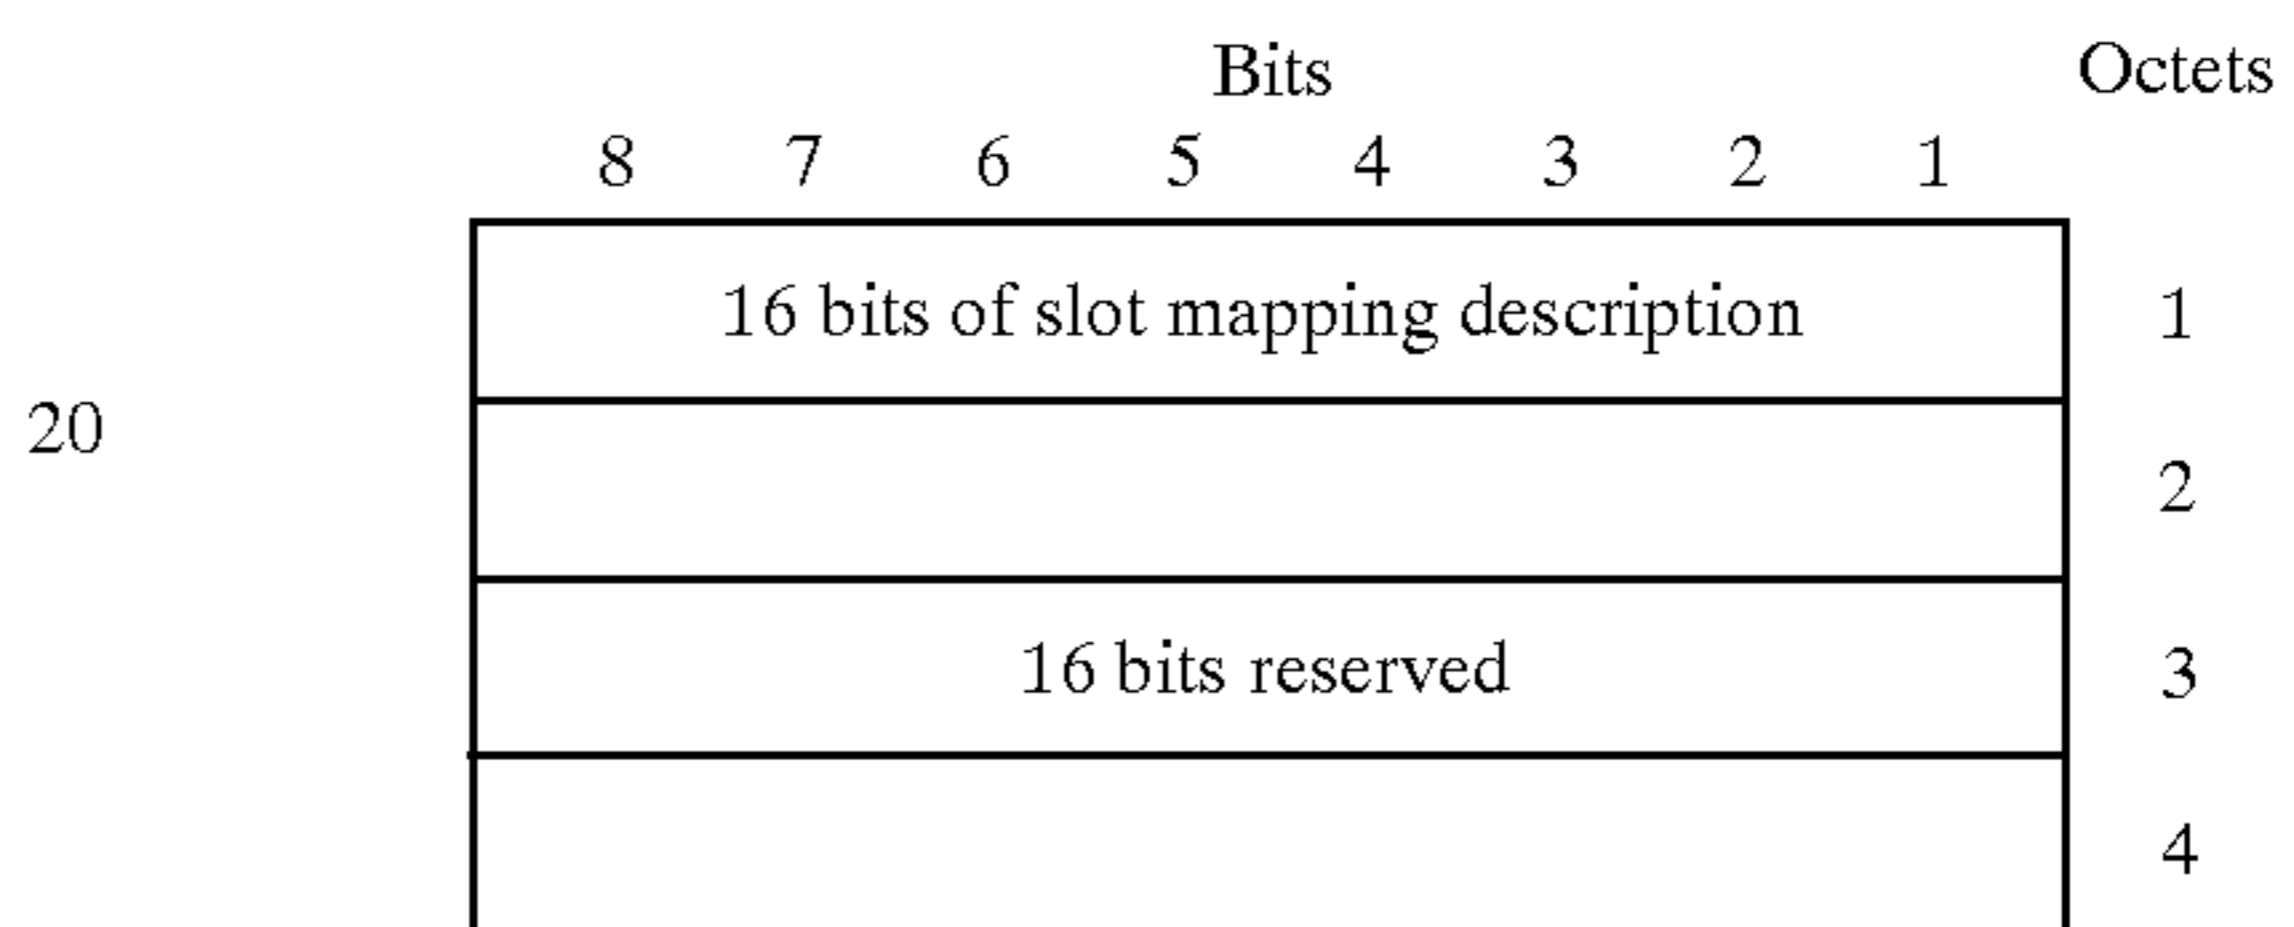 Bits Octets
8 7 6 5 4 3 2 1
16 bits of slot mapping description 1
20
2
16 bits reserved 3
4